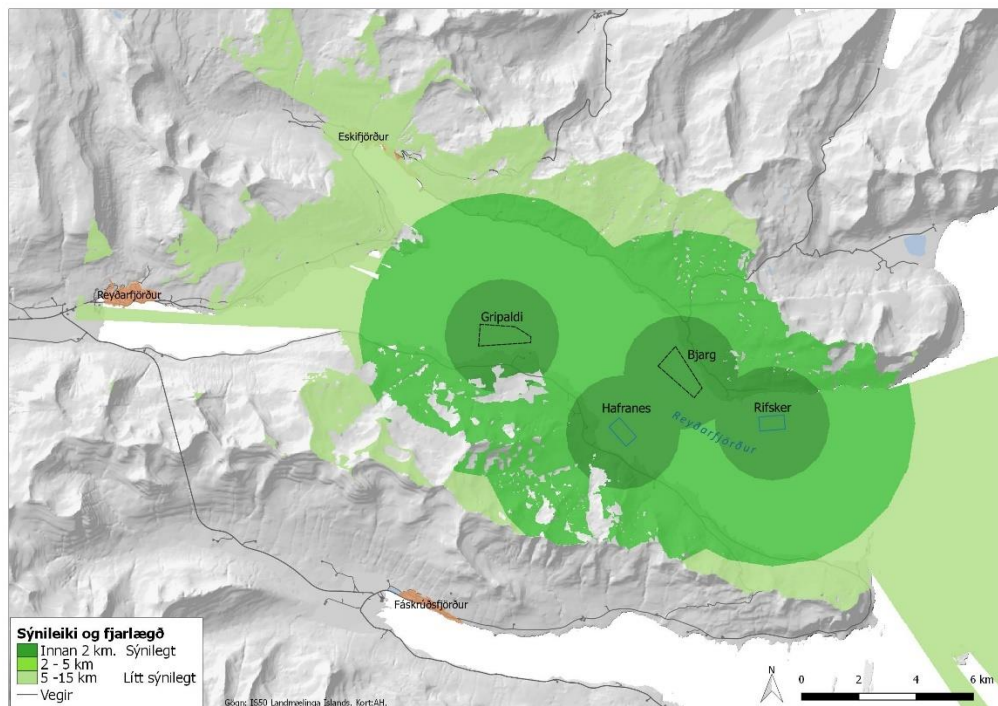 Eskifjörður
Reyðarfjörður
Gripaldi
Bjarg
Hafranes
Rifsker
Reyðarfjörður
Fáskrúðsfjörður
Sýnileiki og fjarlægð
Innan 2 km. Sýnilegt
2 - 5 km
5 -15 km Lítt sýnilegt
Vegir
Gögn: IS50 Landmælinga Íslands. Kort:AH.
N
0 2 4 6 km